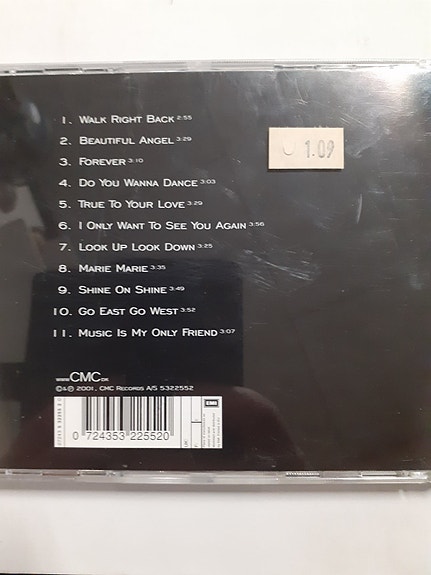 1. Walk Right Back 2:55
2. Beautiful Angel 3:29
3. Forever 3:10
4. Do You Wanna Dance 3:03
5. True To Your Love 3:29
6. I Only Want To See You Again 3:56
7. Look Up Look Down 3:25
8. Marie Marie 3:35
9. Shine On Shine 3:49
10. Go East Go West 3:52
11. Music Is My Only Friend 3:07
1.09
www.CMC.dk
©&℗ 2001, CMC Records A/S 5322552
EMI
0 724353 225520